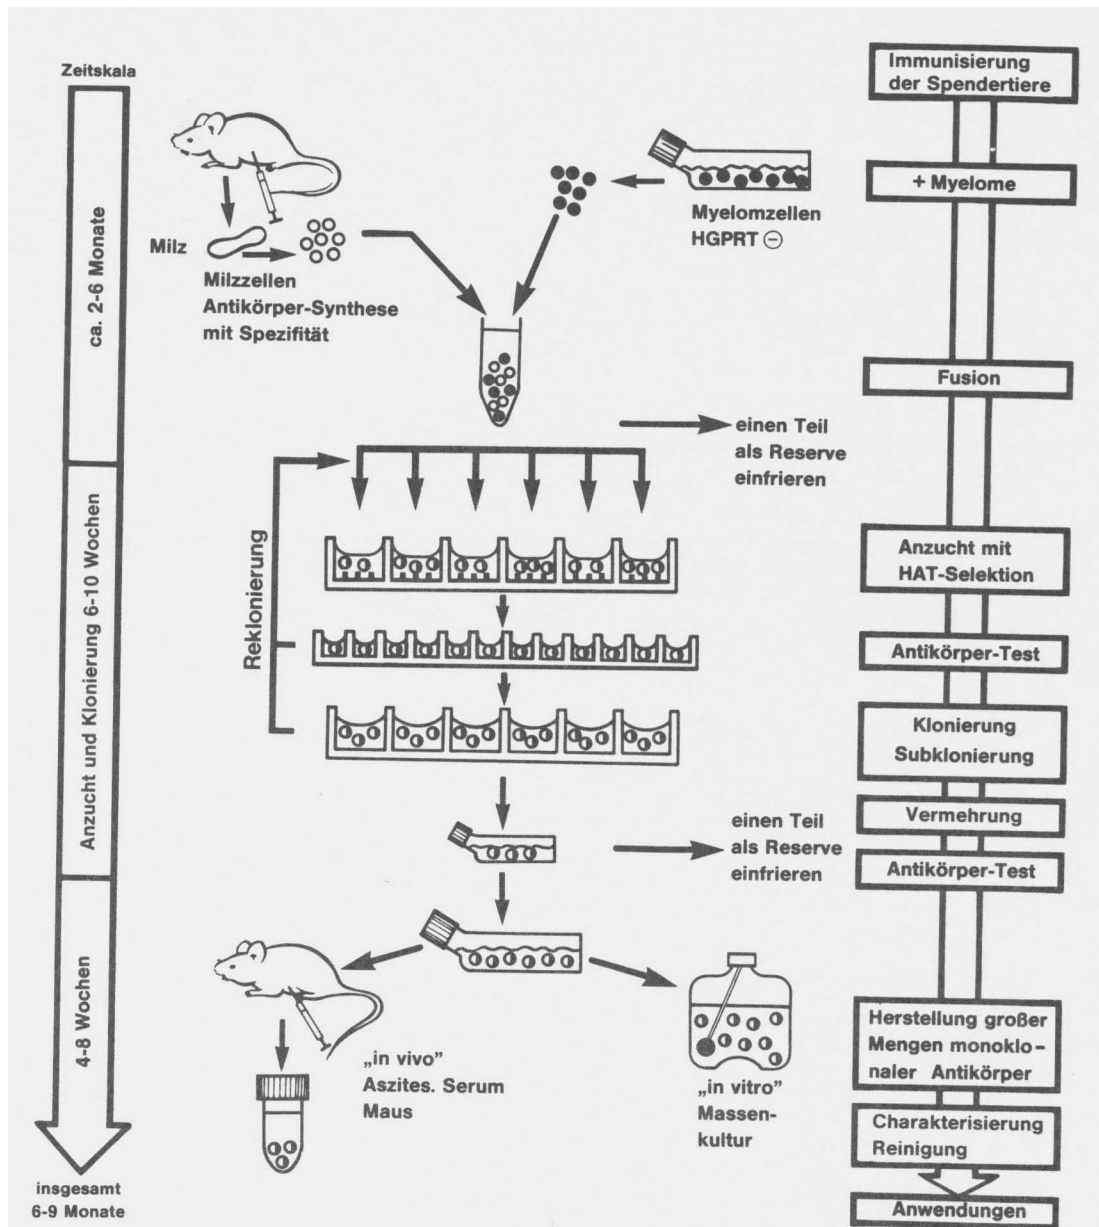 Zeitskala
ca. 2-6 Monate
Anzucht und Klonierung 6-10 Wochen
4-8 Wochen
insgesamt
6-9 Monate
Milz
Milzzellen
Antikörper-Synthese
mit Spezifität
Myelomzellen
HGPRT ⊖
einen Teil
als Reserve
einfrieren
Reklonierung
einen Teil
als Reserve
einfrieren
„in vivo”
Aszites. Serum
Maus
„in vitro”
Massen-
kultur
Immunisierung
der Spendertiere
+ Myelome
Fusion
Anzucht mit
HAT-Selektion
Antikörper-Test
Klonierung
Subklonierung
Vermehrung
Antikörper-Test
Herstellung großer
Mengen monoklo-
naler Antikörper
Charakterisierung
Reinigung
Anwendungen